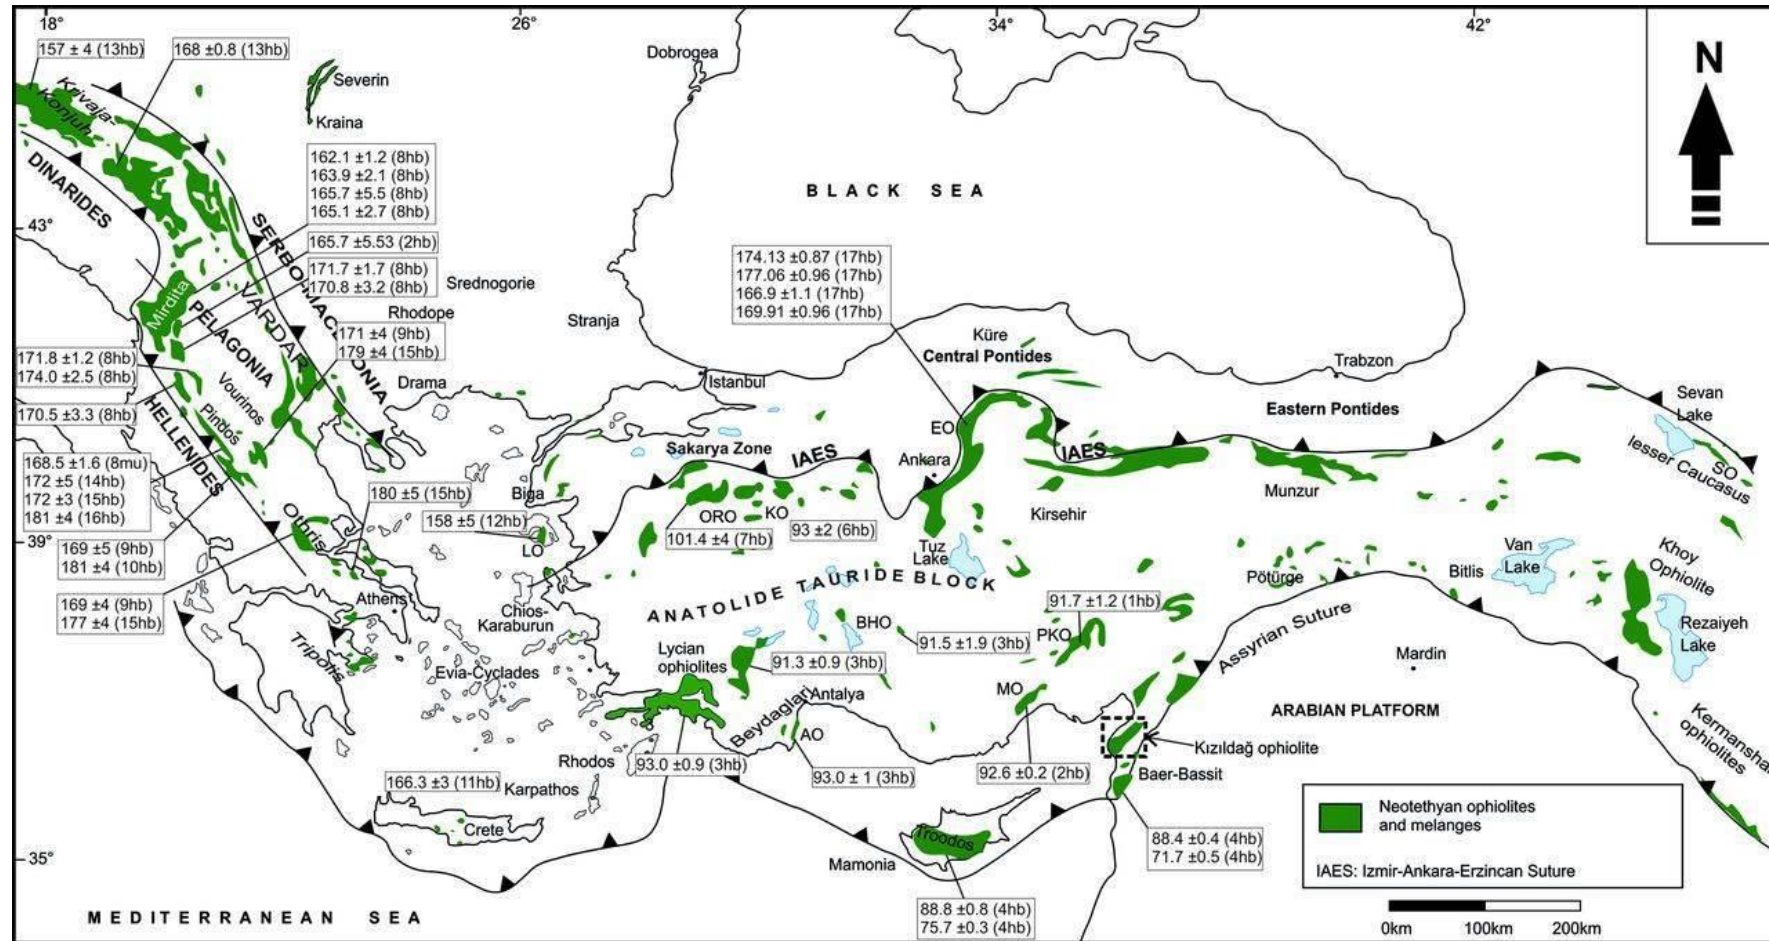 18°
26°
34°
42°
157 ± 4 (13hb)
168 ±0.8 (13hb)
Dobrogea
N
Severin
Krivaja-
Konjuh
Kraina
162.1 ±1.2 (8hb)
163.9 ±2.1 (8hb)
165.7 ±5.5 (8hb)
165.1 ±2.7 (8hb)
DINARIDES
BLACK SEA
43°
SERBO-MACEDONIA
165.7 ±5.53 (2hb)
171.7 ±1.7 (8hb)
170.8 ±3.2 (8hb)
174.13 ±0.87 (17hb)
177.06 ±0.96 (17hb)
166.9 ±1.1 (17hb)
169.91 ±0.96 (17hb)
Srednogorie
Mirdita
VARDAR
PELAGONIA
Rhodope
Stranja
171 ±4 (9hb)
179 ±4 (15hb)
Küre
Central Pontides
171.8 ±1.2 (8hb)
174.0 ±2.5 (8hb)
Trabzon
Drama
Istanbul
Sevan
Lake
Vourinos
Pindos
HELLENIDES
170.5 ±3.3 (8hb)
Eastern Pontides
EO
Sakarya Zone
IAES
IAES
Ankara
lesser Caucasus
SO
168.5 ±1.6 (8mu)
172 ±5 (14hb)
172 ±3 (15hb)
181 ±4 (16hb)
180 ±5 (15hb)
Biga
Munzur
158 ±5 (12hb)
ORO
KO
Kirsehir
Othris
93 ±2 (6hb)
101.4 ±4 (7hb)
39°
LO
169 ±5 (9hb)
181 ±4 (10hb)
Tuz
Lake
Van
Lake
Khoy
Ophiolite
Pötürge
Bitlis
ANATOLIDE TAURIDE BLOCK
169 ±4 (9hb)
177 ±4 (15hb)
Athens
Chios-
Karaburun
91.7 ±1.2 (1hb)
BHO
PKO
Assyrian Suture
Rezaiyeh
Lake
91.5 ±1.9 (3hb)
Tripolis
Lycian
ophiolites
91.3 ±0.9 (3hb)
Mardin
Evia-Cyclades
Antalya
MO
Beydaglari
ARABIAN PLATFORM
Kermanshah
ophiolites
AO
Kızıldağ ophiolite
Rhodos
93.0 ±0.9 (3hb)
93.0 ± 1 (3hb)
92.6 ±0.2 (2hb)
Baer-Bassit
166.3 ±3 (11hb)
Karpathos
Crete
Troodos
Neotethyan ophiolites
and melanges
88.4 ±0.4 (4hb)
71.7 ±0.5 (4hb)
35°
Mamonia
IAES: Izmir-Ankara-Erzincan Suture
MEDITERRANEAN SEA
88.8 ±0.8 (4hb)
75.7 ±0.3 (4hb)
0km
100km
200km